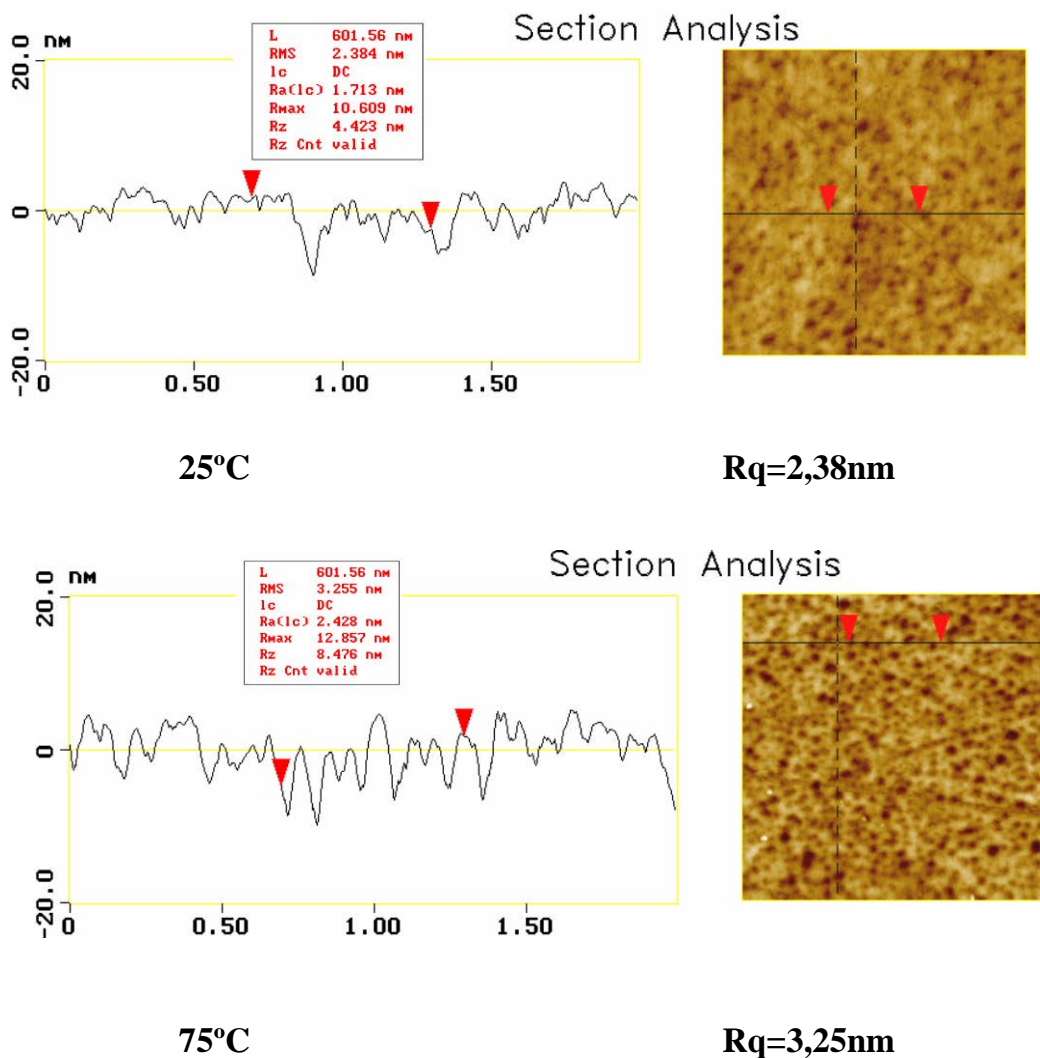 Section Analysis
L 601.56 nm
RMS 2.384 nm
lc DC
Ra(lc) 1.713 nm
Rmax 10.609 nm
Rz 4.423 nm
Rz Cnt valid
20.0 nm
0
-20.0
0 0.50 1.00 1.50
25ºC Rq=2,38nm
Section Analysis
L 601.56 nm
RMS 3.255 nm
lc DC
Ra(lc) 2.428 nm
Rmax 12.857 nm
Rz 8.476 nm
Rz Cnt valid
20.0 nm
0
-20.0
0 0.50 1.00 1.50
75ºC Rq=3,25nm